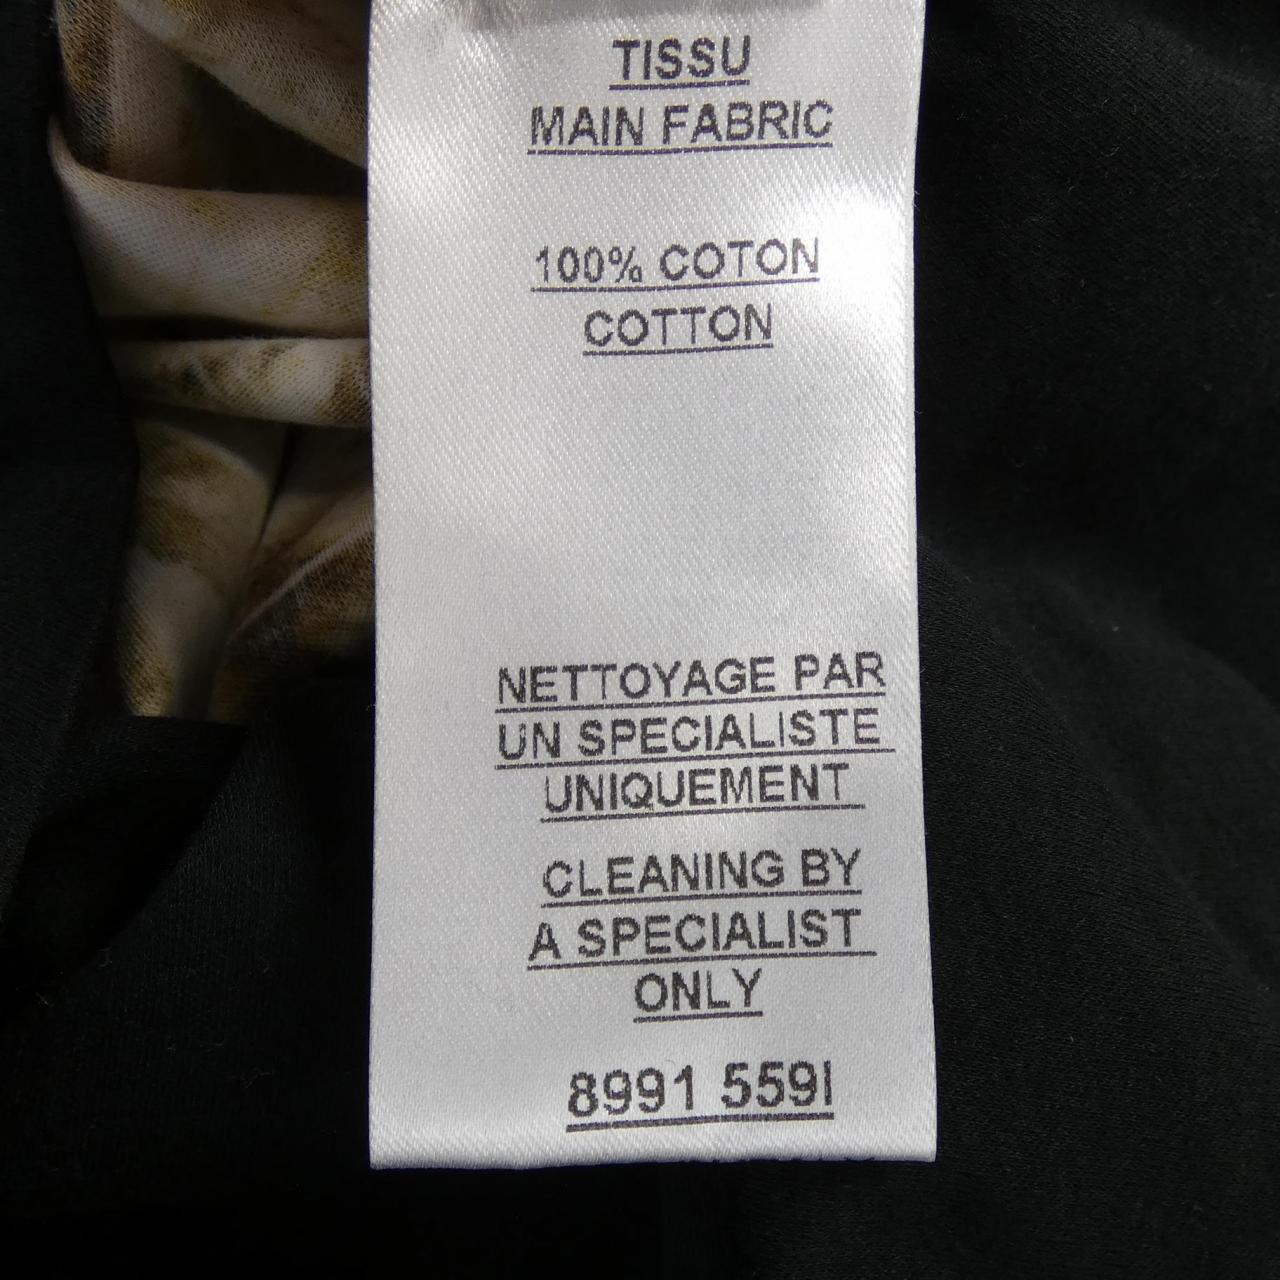 TISSU
MAIN FABRIC
100% COTON
COTTON
NETTOYAGE PAR
UN SPECIALISTE
UNIQUEMENT
CLEANING BY
A SPECIALIST
ONLY
8991 559I